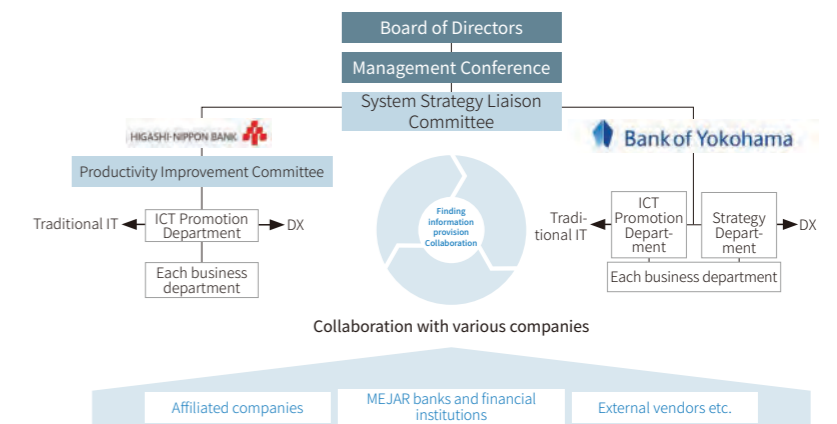 Board of Directors
Management Conference
System Strategy Liaison
Committee
HIGASHI-NIPPON BANK
Bank of Yokohama
Productivity Improvement Committee
Traditional IT
ICT Promotion
Department
DX
Each business
department
Finding
information
provision
Collaboration
Tradi-
tional IT
ICT
Promotion
Depart-
ment
Strategy
Depart-
ment
DX
Each business department
Collaboration with various companies
Affiliated companies
MEJAR banks and financial
institutions
External vendors etc.